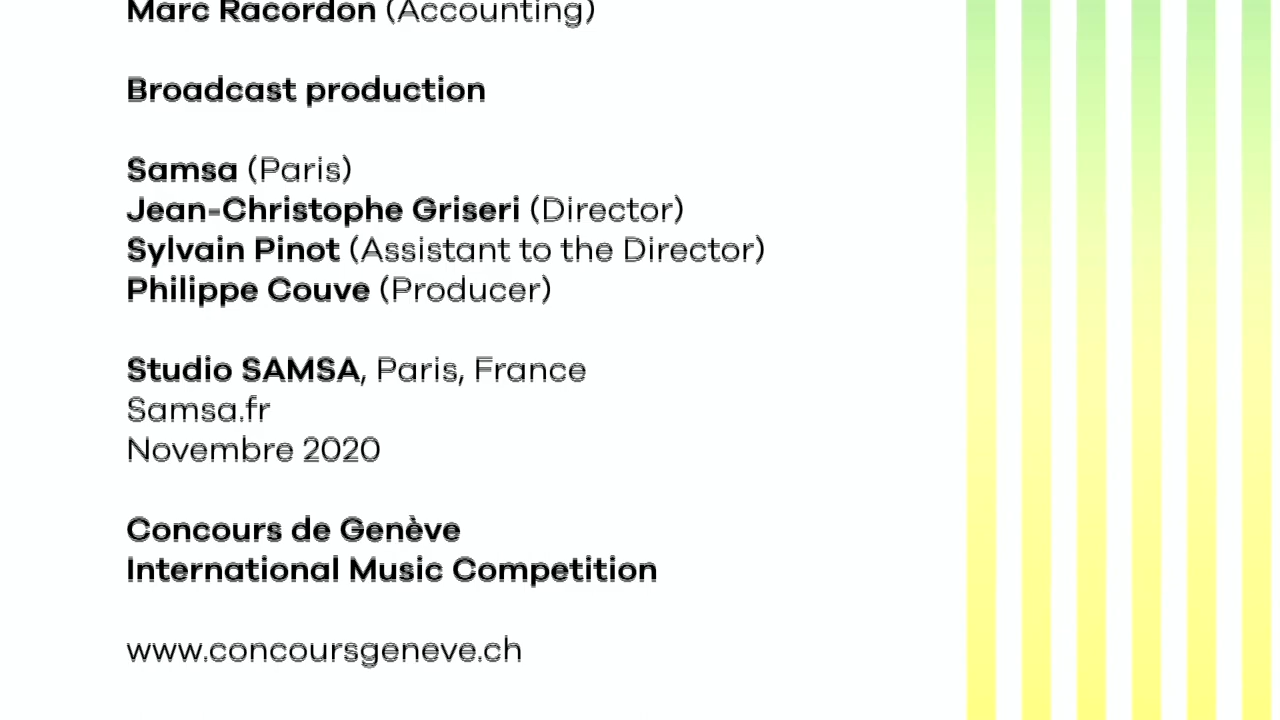 Marc Racordon (Accounting)
Broadcast production
Samsa (Paris)
Jean-Christophe Griseri (Director)
Sylvain Pinot (Assistant to the Director)
Philippe Couve (Producer)
Studio SAMSA, Paris, France
Samsa.fr
Novembre 2020
Concours de Genève
International Music Competition
www.concoursgeneve.ch